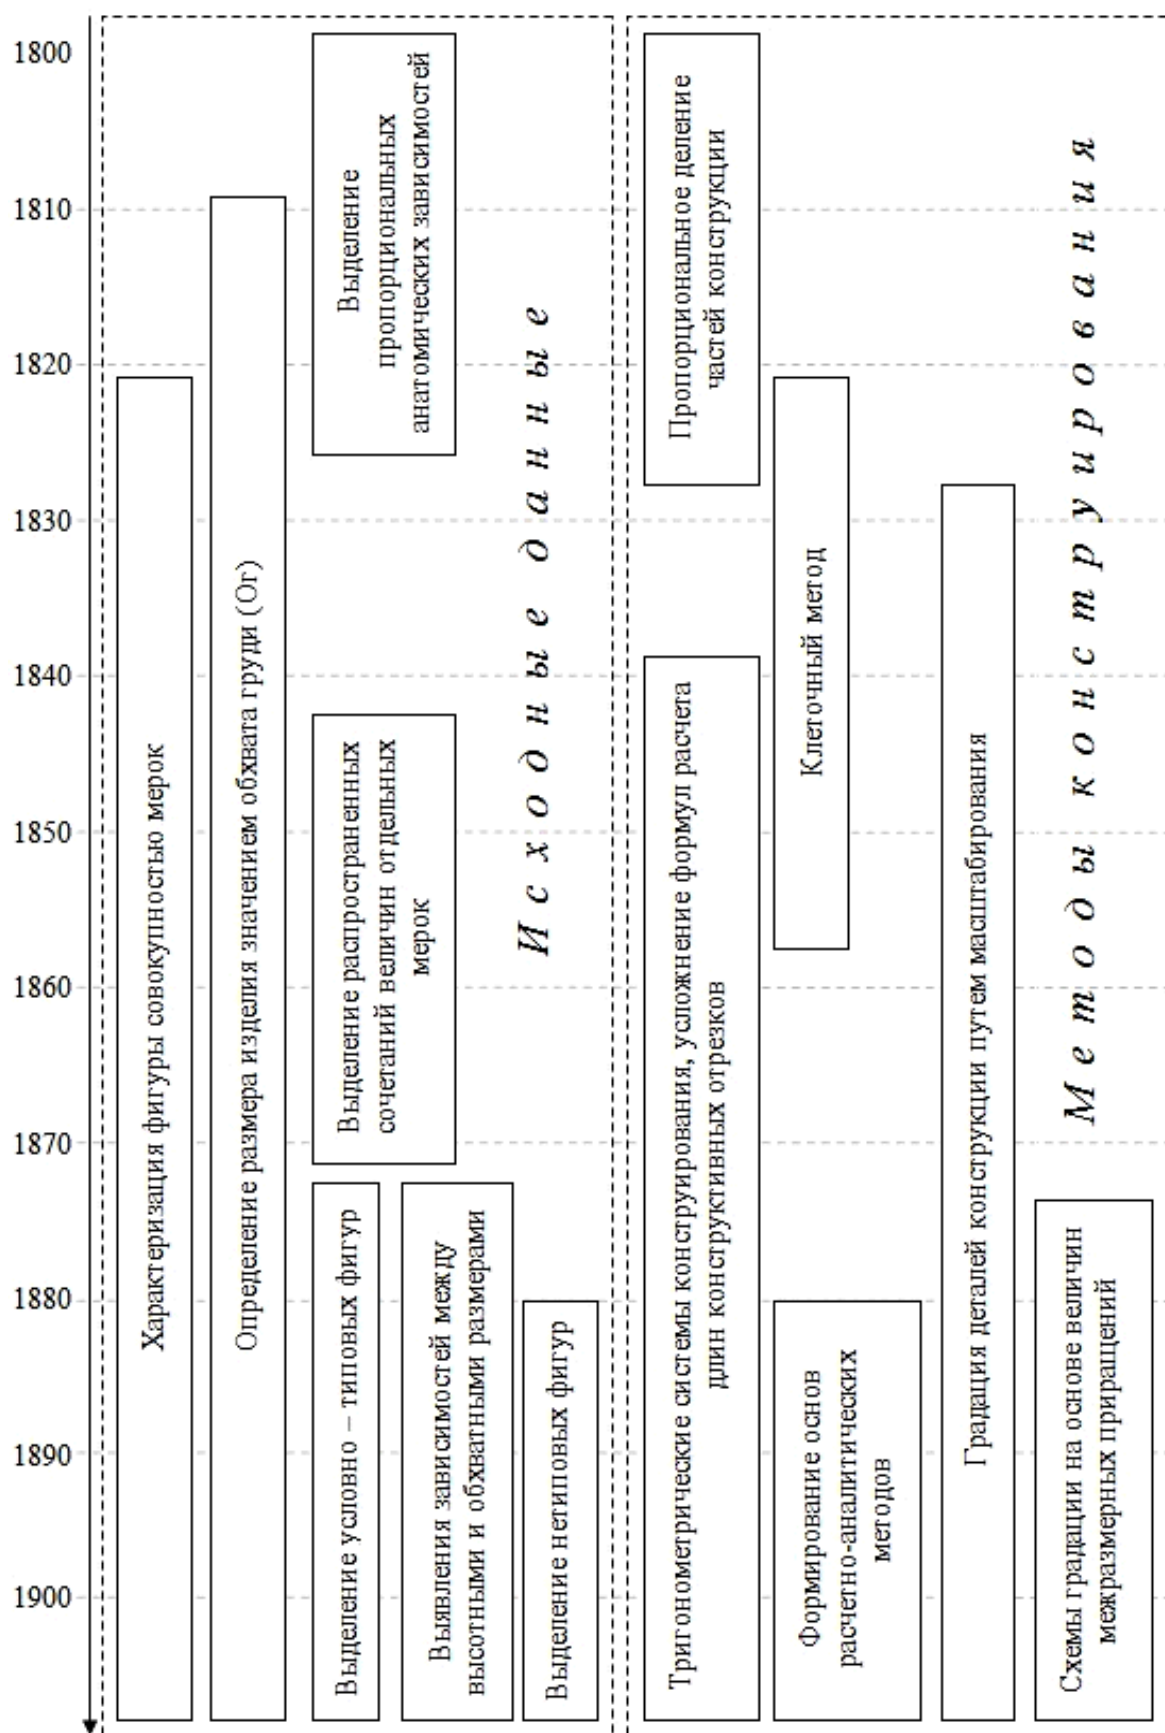 1800
1810
1820
1830
1840
1850
1860
1870
1880
1890
1900
Характеризация фигуры совокупностью мерок
Определение размера изделия значением обхвата груди (Ог)
Выделение
пропорциональных
анатомических зависимостей
Выделение распространенных
сочетаний величин отдельных
мерок
Выделение условно – типовых фигур
Выявления зависимостей между
высотными и обхватными размерами
Выделение нетиповых фигур
Исходные данные
Пропорциональное деление
частей конструкции
Тригонометрические системы конструирования, усложнение формул расчета
длин конструктивных отрезков
Клеточный метод
Формирование основ
расчетно-аналитических
методов
Градация деталей конструкции путем масштабирования
Схемы градации на основе величин
межразмерных приращений
Методы конструирования